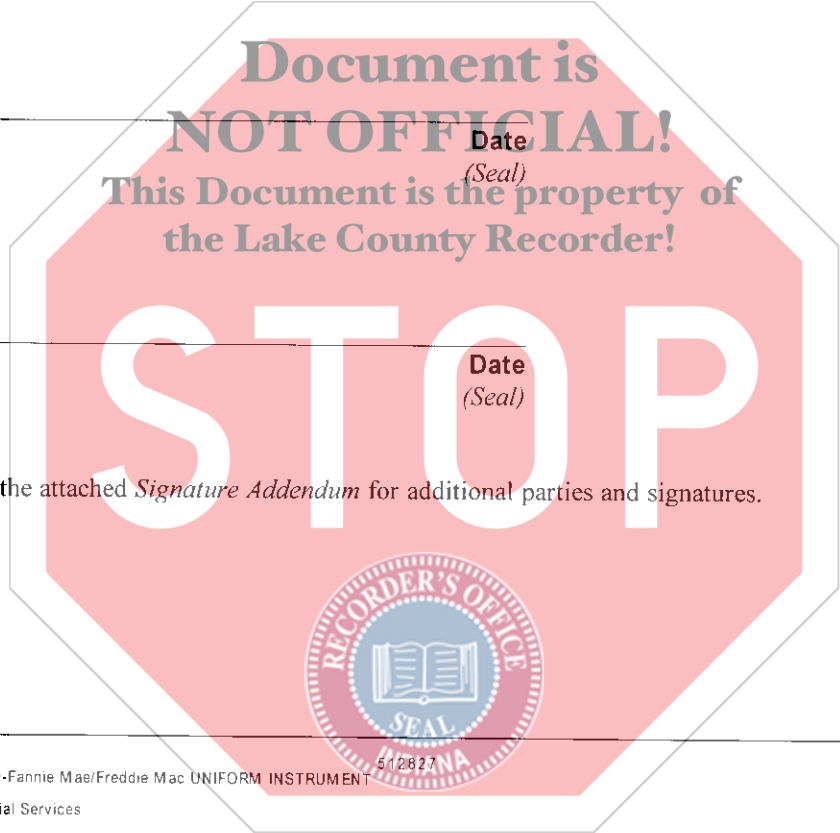 Document is
NOT OFFICIAL!
Date
(Seal)
This Document is the property of
the Lake County Recorder!
STOP
Date
(Seal)
the attached Signature Addendum for additional parties and signatures.
RECORDER'S OFFICE
SEAL
INDIANA
512827
-Fannie Mae/Freddie Mac UNIFORM INSTRUMENT
ial Services